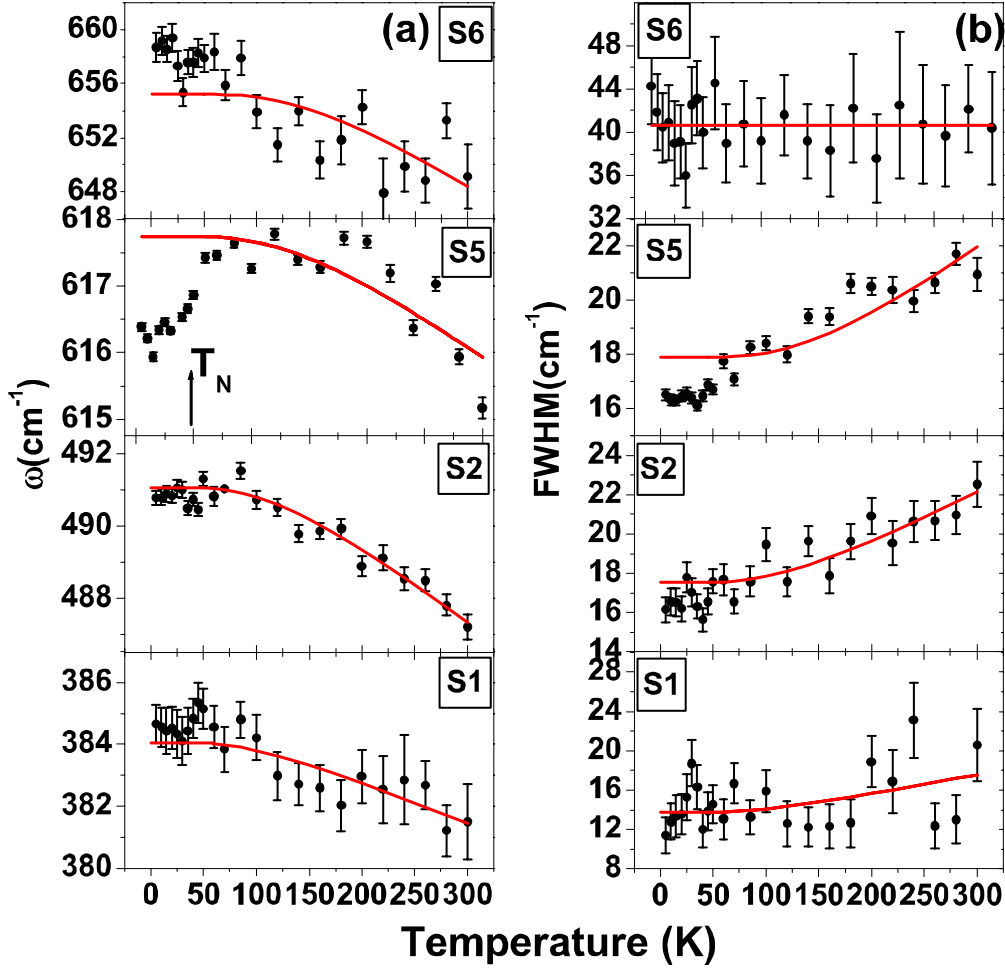 (a)
S6
660
656
652
648
S5
618
617
616
615
T N
S2
492
490
488
S1
386
384
382
380
0 50 100 150 200 250 300
ω(cm-1)
(b)
S6
48
44
40
36
32
S5
22
20
18
16
S2
24
22
20
18
16
14
S1
28
24
20
16
12
8
0 50 100 150 200 250 300
FWHM(cm-1)
Temperature (K)